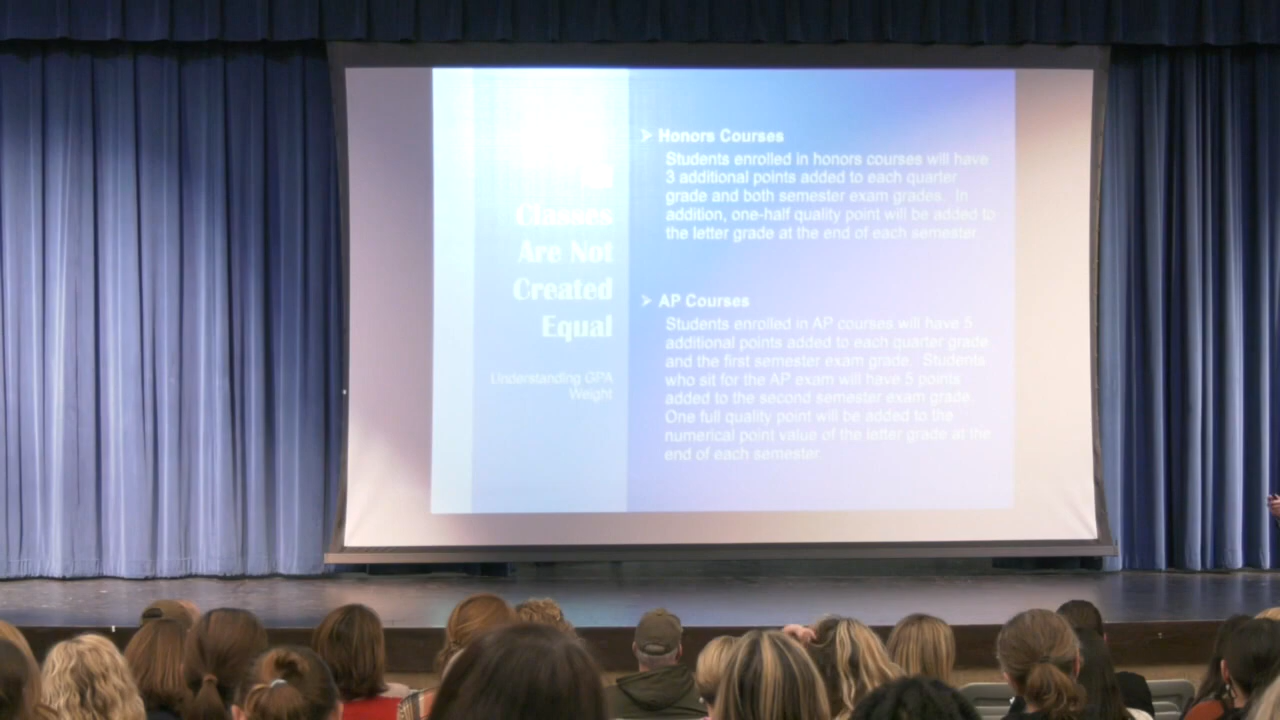 Classes
Are Not
Created
Equal
Understanding GPA
Weight
➢ Honors Courses
Students enrolled in honors courses will have
3 additional points added to each quarter
grade and both semester exam grades. In
addition, one-half quality point will be added to
the letter grade at the end of each semester.
➢ AP Courses
Students enrolled in AP courses will have 5
additional points added to each quarter grade
and the first semester exam grade. Students
who sit for the AP exam will have 5 points
added to the second semester exam grade.
One full quality point will be added to the
numerical point value of the letter grade at the
end of each semester.